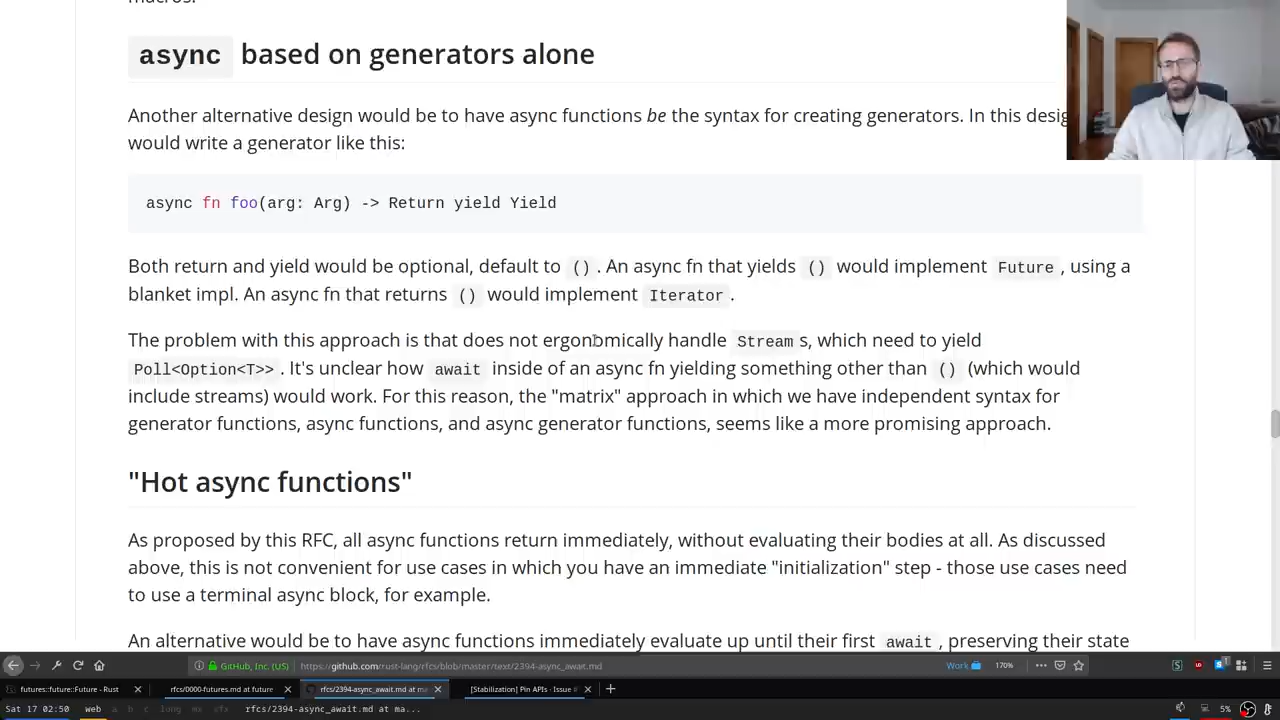 macros.
async based on generators alone
Another alternative design would be to have async functions be the syntax for creating generators. In this desig
would write a generator like this:
async fn foo(arg: Arg) -> Return yield Yield
Both return and yield would be optional, default to (). An async fn that yields () would implement Future, using a
blanket impl. An async fn that returns () would implement Iterator.
The problem with this approach is that does not ergonomically handle Streams, which need to yield
Poll<Option<T>>. It's unclear how await inside of an async fn yielding something other than () (which would
include streams) would work. For this reason, the "matrix" approach in which we have independent syntax for
generator functions, async functions, and async generator functions, seems like a more promising approach.
"Hot async functions"
As proposed by this RFC, all async functions return immediately, without evaluating their bodies at all. As discussed
above, this is not convenient for use cases in which you have an immediate "initialization" step - those use cases need
to use a terminal async block, for example.
An alternative would be to have async functions immediately evaluate up until their first await, preserving their state
GitHub, Inc. (US) https://github.com/rust-lang/rfcs/blob/master/text/2394-async_await.md Work 170%
futures::future::Future - Rust rfcs/0000-futures.md at future rfcs/2394-async_await.md at ma [Stabilization] Pin APIs · Issue #
Sat 17 02:50 web a h c long mx zfx rfcs/2394-async_await.md at ma... 5%